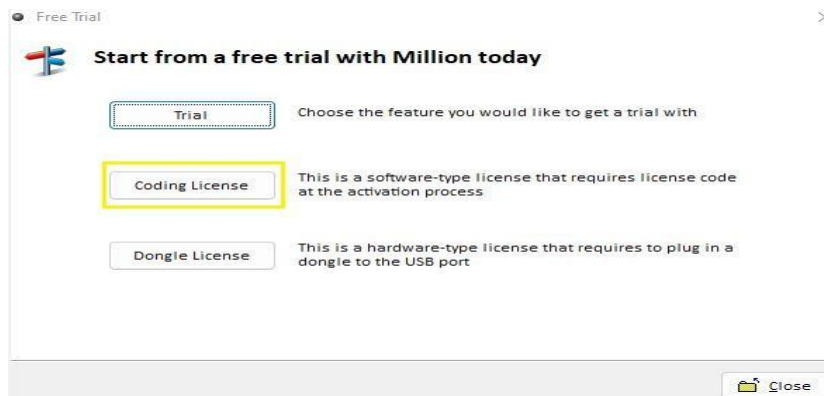 Free Trial
Start from a free trial with Million today
Trial
Choose the feature you would like to get a trial with
Coding License
This is a software-type license that requires license code
at the activation process
Dongle License
This is a hardware-type license that requires to plug in a
dongle to the USB port
Close